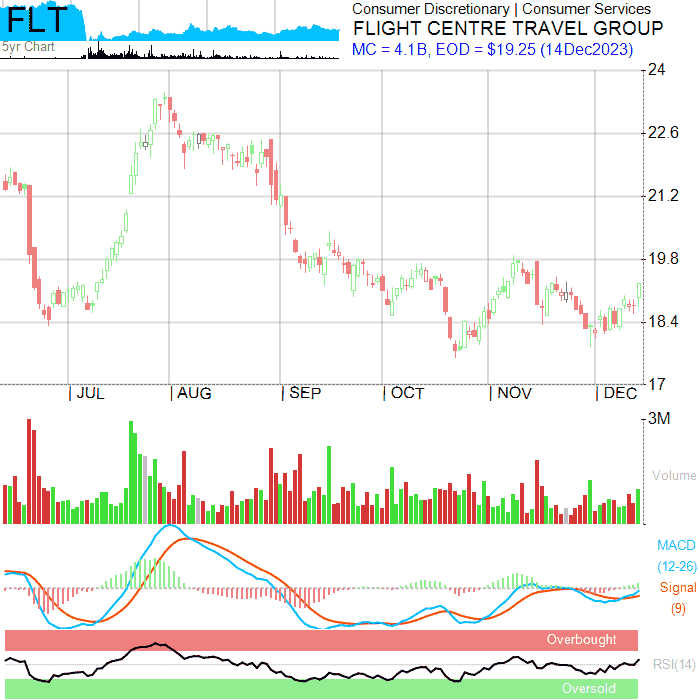 FLT
5yr Chart
Consumer Discretionary | Consumer Services
FLIGHT CENTRE TRAVEL GROUP
MC = 4.1B, EOD = $19.25 (14Dec2023)
24
22.6
21.2
19.8
18.4
17
| JUL | AUG | SEP | OCT | NOV | DEC
3M
Volume
MACD
(12-26)
Signal
(9)
Overbought
RSI(14)
Oversold